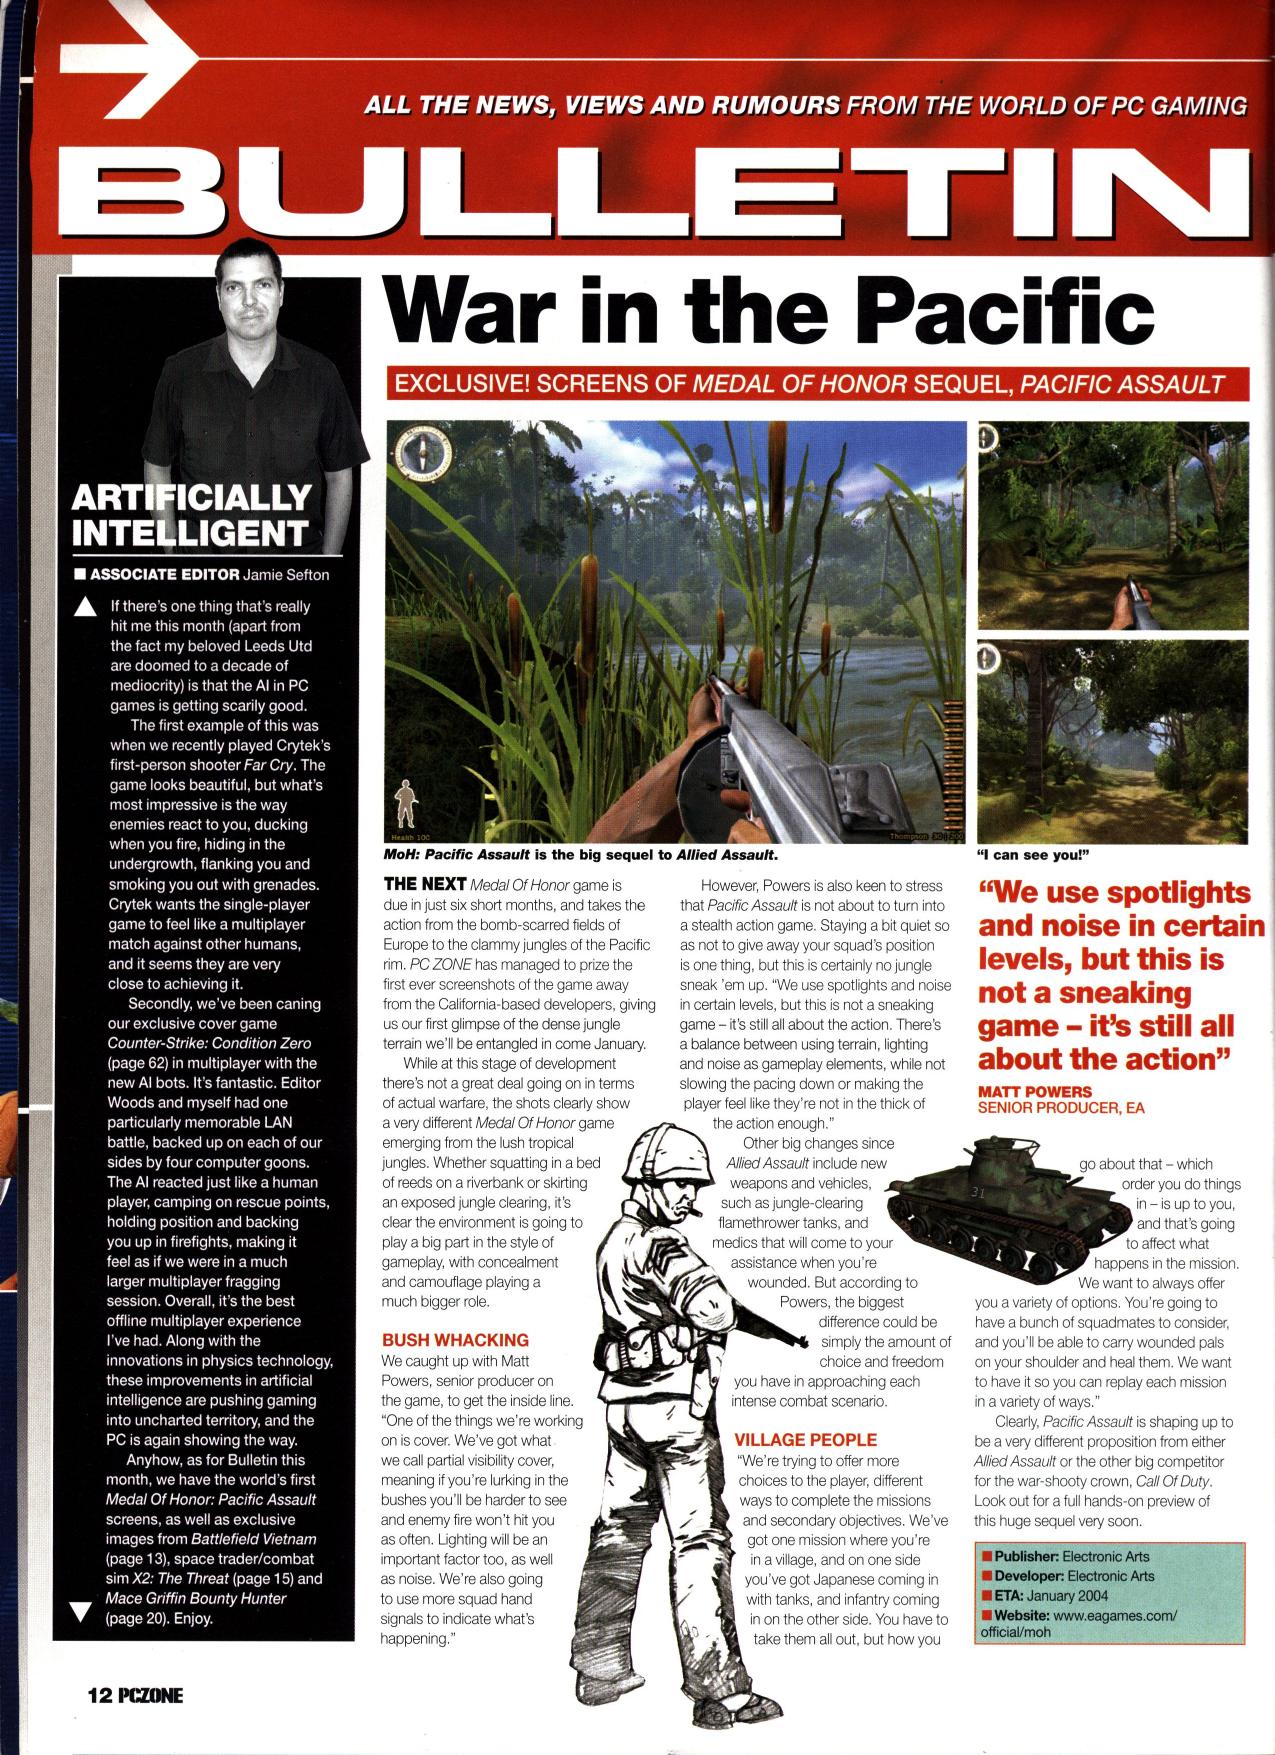 ALL THE NEWS, VIEWS AND RUMOURS FROM THE WORLD OF PC GAMING
BULLETIN
ARTIFICIALLY
INTELLIGENT
■ ASSOCIATE EDITOR Jamie Sefton
If there's one thing that's really
hit me this month (apart from
the fact my beloved Leeds Utd
are doomed to a decade of
mediocrity) is that the AI in PC
games is getting scarily good.
The first example of this was
when we recently played Crytek's
first-person shooter Far Cry. The
game looks beautiful, but what's
most impressive is the way
enemies react to you, ducking
when you fire, hiding in the
undergrowth, flanking you and
smoking you out with grenades.
Crytek wants the single-player
game to feel like a multiplayer
match against other humans,
and it seems they are very
close to achieving it.
Secondly, we've been caning
our exclusive cover game
Counter-Strike: Condition Zero
(page 62) in multiplayer with the
new AI bots. It's fantastic. Editor
Woods and myself had one
particularly memorable LAN
battle, backed up on each of our
sides by four computer goons.
The AI reacted just like a human
player, camping on rescue points,
holding position and backing
you up in firefights, making it
feel as if we were in a much
larger multiplayer fragging
session. Overall, it's the best
offline multiplayer experience
I've had. Along with the
innovations in physics technology,
these improvements in artificial
intelligence are pushing gaming
into uncharted territory, and the
PC is again showing the way.
Anyhow, as for Bulletin this
month, we have the world's first
Medal Of Honor: Pacific Assault
screens, as well as exclusive
images from Battlefield Vietnam
(page 13), space trader/combat
sim X2: The Threat (page 15) and
Mace Griffin Bounty Hunter
(page 20). Enjoy.
War in the Pacific
EXCLUSIVE! SCREENS OF MEDAL OF HONOR SEQUEL, PACIFIC ASSAULT
Health 100
Thompson 30 | 200
MoH: Pacific Assault is the big sequel to Allied Assault.
"I can see you!"
THE NEXT Medal Of Honor game is
due in just six short months, and takes the
action from the bomb-scarred fields of
Europe to the clammy jungles of the Pacific
rim. PC ZONE has managed to prize the
first ever screenshots of the game away
from the California-based developers, giving
us our first glimpse of the dense jungle
terrain we'll be entangled in come January.
While at this stage of development
there's not a great deal going on in terms
of actual warfare, the shots clearly show
a very different Medal Of Honor game
emerging from the lush tropical
jungles. Whether squatting in a bed
of reeds on a riverbank or skirting
an exposed jungle clearing, it's
clear the environment is going to
play a big part in the style of
gameplay, with concealment
and camouflage playing a
much bigger role.
BUSH WHACKING
We caught up with Matt
Powers, senior producer on
the game, to get the inside line.
"One of the things we're working
on is cover. We've got what
we call partial visibility cover,
meaning if you're lurking in the
bushes you'll be harder to see
and enemy fire won't hit you
as often. Lighting will be an
important factor too, as well
as noise. We're also going
to use more squad hand
signals to indicate what's
happening."
However, Powers is also keen to stress
that Pacific Assault is not about to turn into
a stealth action game. Staying a bit quiet so
as not to give away your squad's position
is one thing, but this is certainly no jungle
sneak 'em up. "We use spotlights and noise
in certain levels, but this is not a sneaking
game – it's still all about the action. There's
a balance between using terrain, lighting
and noise as gameplay elements, while not
slowing the pacing down or making the
player feel like they're not in the thick of
the action enough."
Other big changes since
Allied Assault include new
weapons and vehicles,
such as jungle-clearing
flamethrower tanks, and
medics that will come to your
assistance when you're
wounded. But according to
Powers, the biggest
difference could be
simply the amount of
choice and freedom
you have in approaching each
intense combat scenario.
VILLAGE PEOPLE
"We're trying to offer more
choices to the player, different
ways to complete the missions
and secondary objectives. We've
got one mission where you're
in a village, and on one side
you've got Japanese coming in
with tanks, and infantry coming
in on the other side. You have to
take them all out, but how you
"We use spotlights
and noise in certain
levels, but this is
not a sneaking
game – it's still all
about the action"
MATT POWERS
SENIOR PRODUCER, EA
31
go about that – which
order you do things
in – is up to you,
and that's going
to affect what
happens in the mission.
We want to always offer
you a variety of options. You're going to
have a bunch of squadmates to consider,
and you'll be able to carry wounded pals
on your shoulder and heal them. We want
to have it so you can replay each mission
in a variety of ways."
Clearly, Pacific Assault is shaping up to
be a very different proposition from either
Allied Assault or the other big competitor
for the war-shooty crown, Call Of Duty.
Look out for a full hands-on preview of
this huge sequel very soon.
■ Publisher: Electronic Arts
■ Developer: Electronic Arts
■ ETA: January 2004
■ Website: www.eagames.com/
official/moh
12 PCZONE